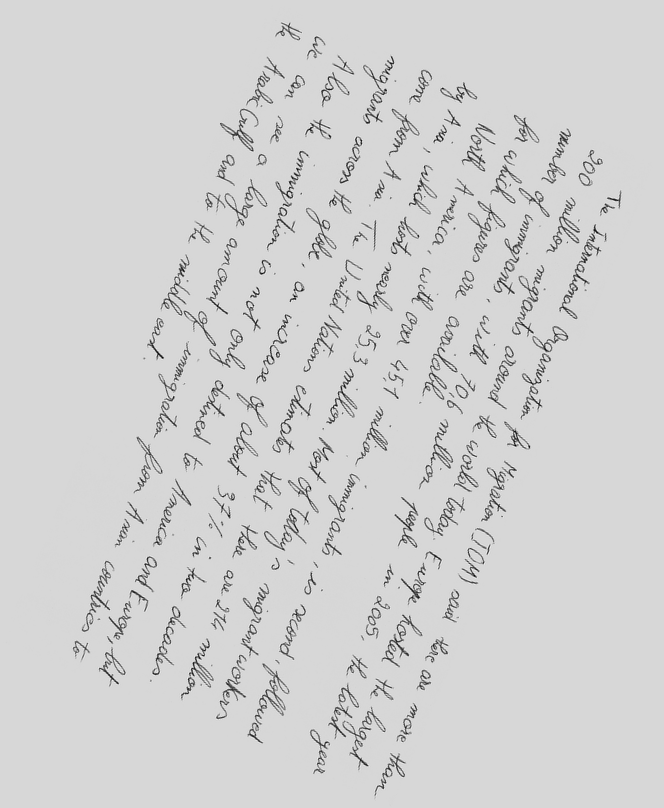 The International Organization for Migration (IOM) said there are more than
200 million migrants around the world today. Europe hosted the largest
number of immigrants, with 70,6 million people in 2005, the latest year
for which figures are available.
North America, with over 45,1 million immigrants, is second, followed
by Asia, which hosts nearly 25,3 million. Most of today's migrant workers
come from Asia. The United Nations estimates that there are 214 million
migrants across the globe, an increase of about 37% in two decades.
Also the immigration is not only destined to America and Europe, but
we can see a large amount of immigration from Asian countries to
the Arabic Gulf and to the middle east.